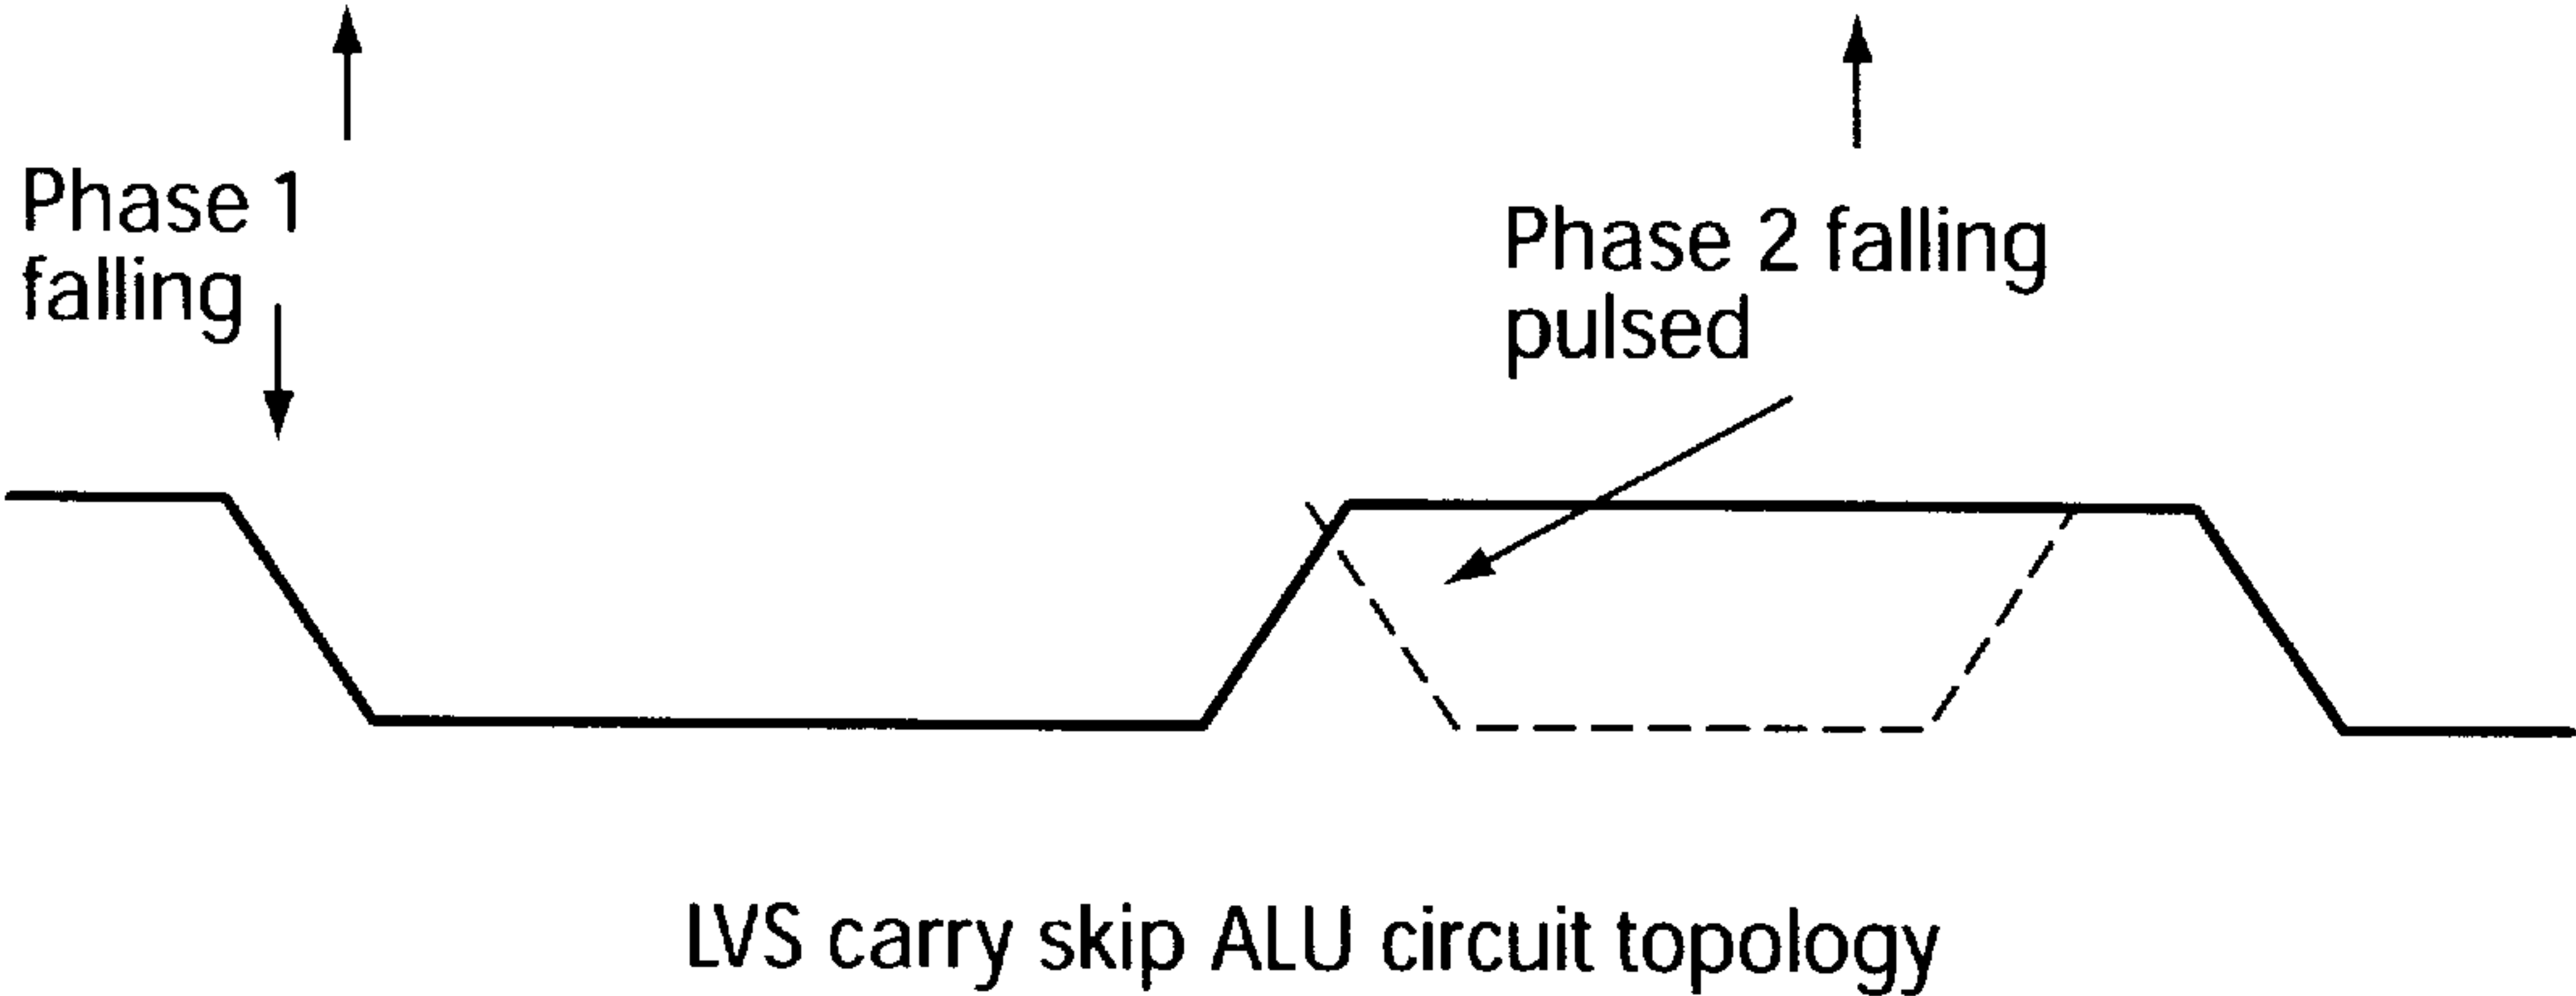 Phase 1
falling
Phase 2 falling
pulsed
LVS carry skip ALU circuit topology